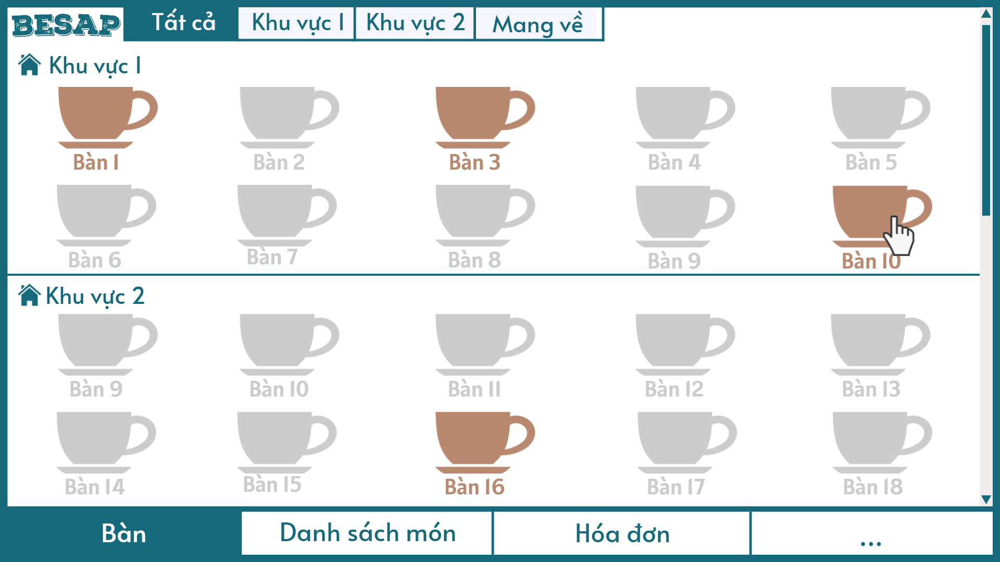 BESAP
Tất cả
Khu vực 1
Khu vực 2
Mang về
Khu vực 1
Bàn 1
Bàn 2
Bàn 3
Bàn 4
Bàn 5
Bàn 6
Bàn 7
Bàn 8
Bàn 9
Bàn 10
Khu vực 2
Bàn 9
Bàn 10
Bàn 11
Bàn 12
Bàn 13
Bàn 14
Bàn 15
Bàn 16
Bàn 17
Bàn 18
Bàn
Danh sách món
Hóa đơn
...